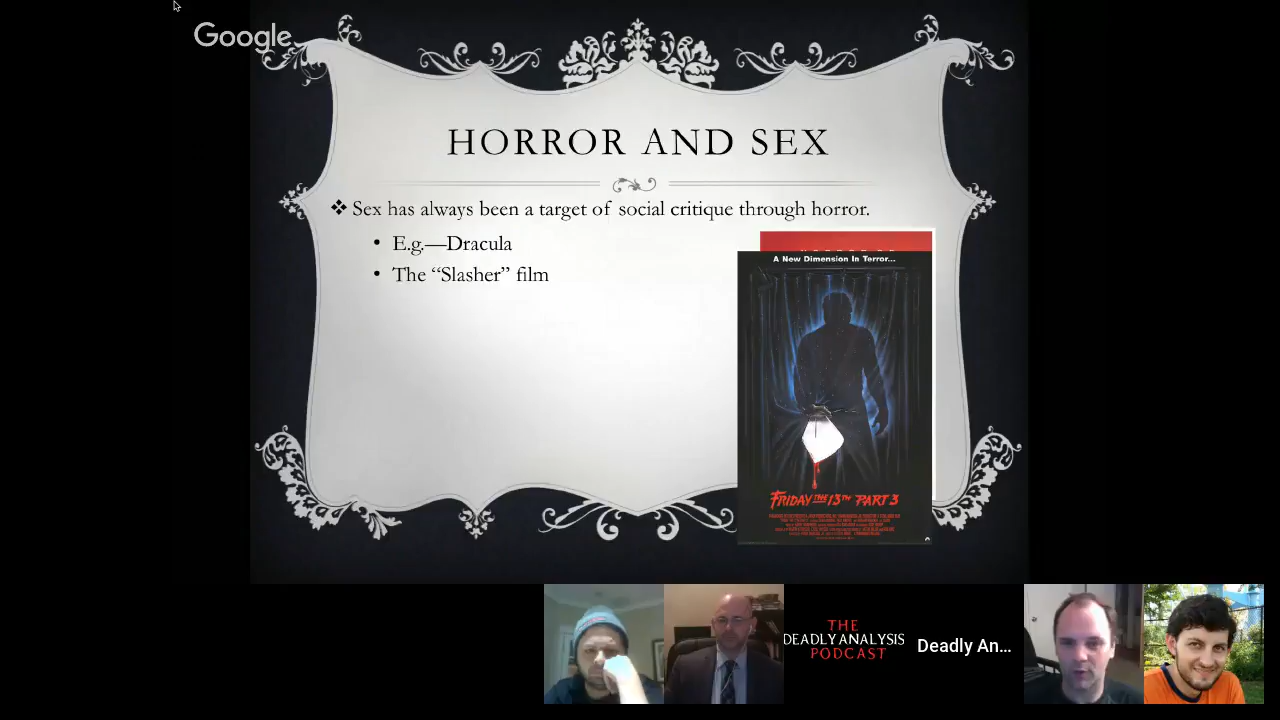 Google
HORROR AND SEX
Sex has always been a target of social critique through horror.
E.g.—Dracula
The “Slasher” film
A New Dimension In Terror...
FRIDAY THE 13TH PART 3
THE
DEADLY ANALYSIS
PODCAST
Deadly An...